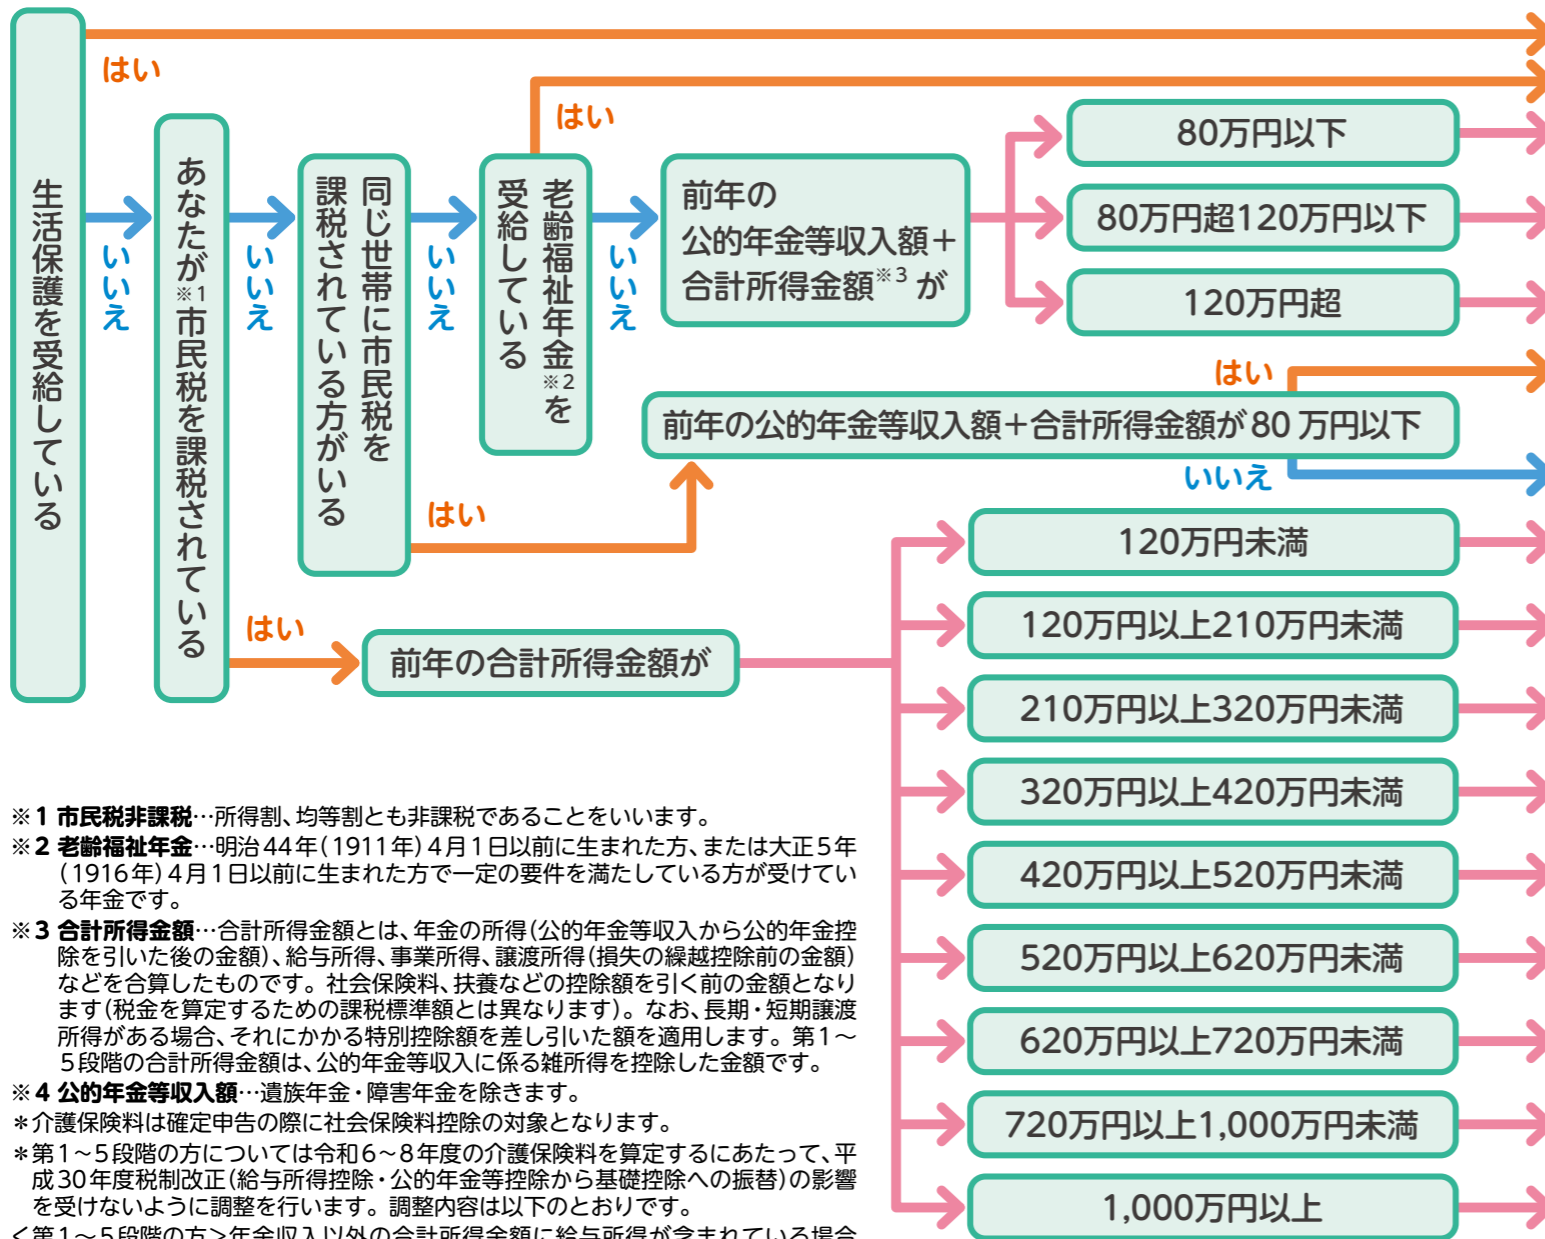 生活保護を受給している
はい
いいえ
あなたが※1市民税を課税されている
いいえ
はい
同じ世帯に市民税を
課税されている方がいる
いいえ
はい
老齢福祉年金※2を
受給している
はい
いいえ
前年の
公的年金等収入額＋
合計所得金額※3 が
80万円以下
80万円超120万円以下
120万円超
前年の公的年金等収入額＋合計所得金額が 80 万円以下
はい
いいえ
前年の合計所得金額が
120万円未満
120万円以上210万円未満
210万円以上320万円未満
320万円以上420万円未満
420万円以上520万円未満
520万円以上620万円未満
620万円以上720万円未満
720万円以上1,000万円未満
1,000万円以上
※1 市民税非課税…所得割、均等割とも非課税であることをいいます。
※2 老齢福祉年金…明治44年（1911年）4月1日以前に生まれた方、または大正5年
（1916年）4月1日以前に生まれた方で一定の要件を満たしている方が受けてい
る年金です。
※3 合計所得金額…合計所得金額とは、年金の所得（公的年金等収入から公的年金控
除を引いた後の金額）、給与所得、事業所得、譲渡所得（損失の繰越控除前の金額）
などを合算したものです。社会保険料、扶養などの控除額を引く前の金額となり
ます（税金を算定するための課税標準額とは異なります）。なお、長期・短期譲渡
所得がある場合、それにかかる特別控除額を差し引いた額を適用します。第1～
5段階の合計所得金額は、公的年金等収入に係る雑所得を控除した金額です。
※4 公的年金等収入額…遺族年金・障害年金を除きます。
＊介護保険料は確定申告の際に社会保険料控除の対象となります。
＊第1～5段階の方については令和6～8年度の介護保険料を算定するにあたって、平
成30年度税制改正（給与所得控除・公的年金等控除から基礎控除への振替）の影響
を受けないように調整を行います。調整内容は以下のとおりです。
＜第1～5段階の方＞年金収入以外の合計所得金額に給与所得が含まれている場合